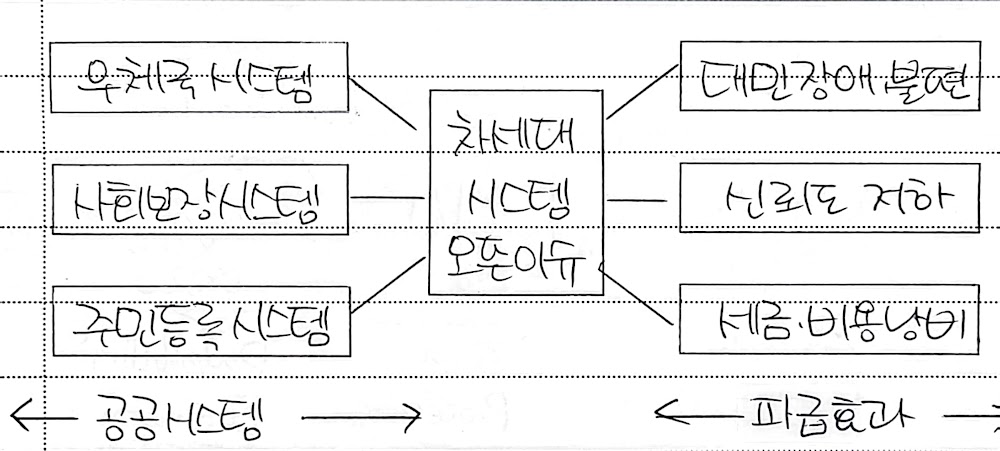 우체국 시스템
사회보장시스템
주민등록 시스템
차세대
시스템
오픈이슈
대민장애.불편
신뢰도 저하
세금.비용낭비
공공시스템
파급효과